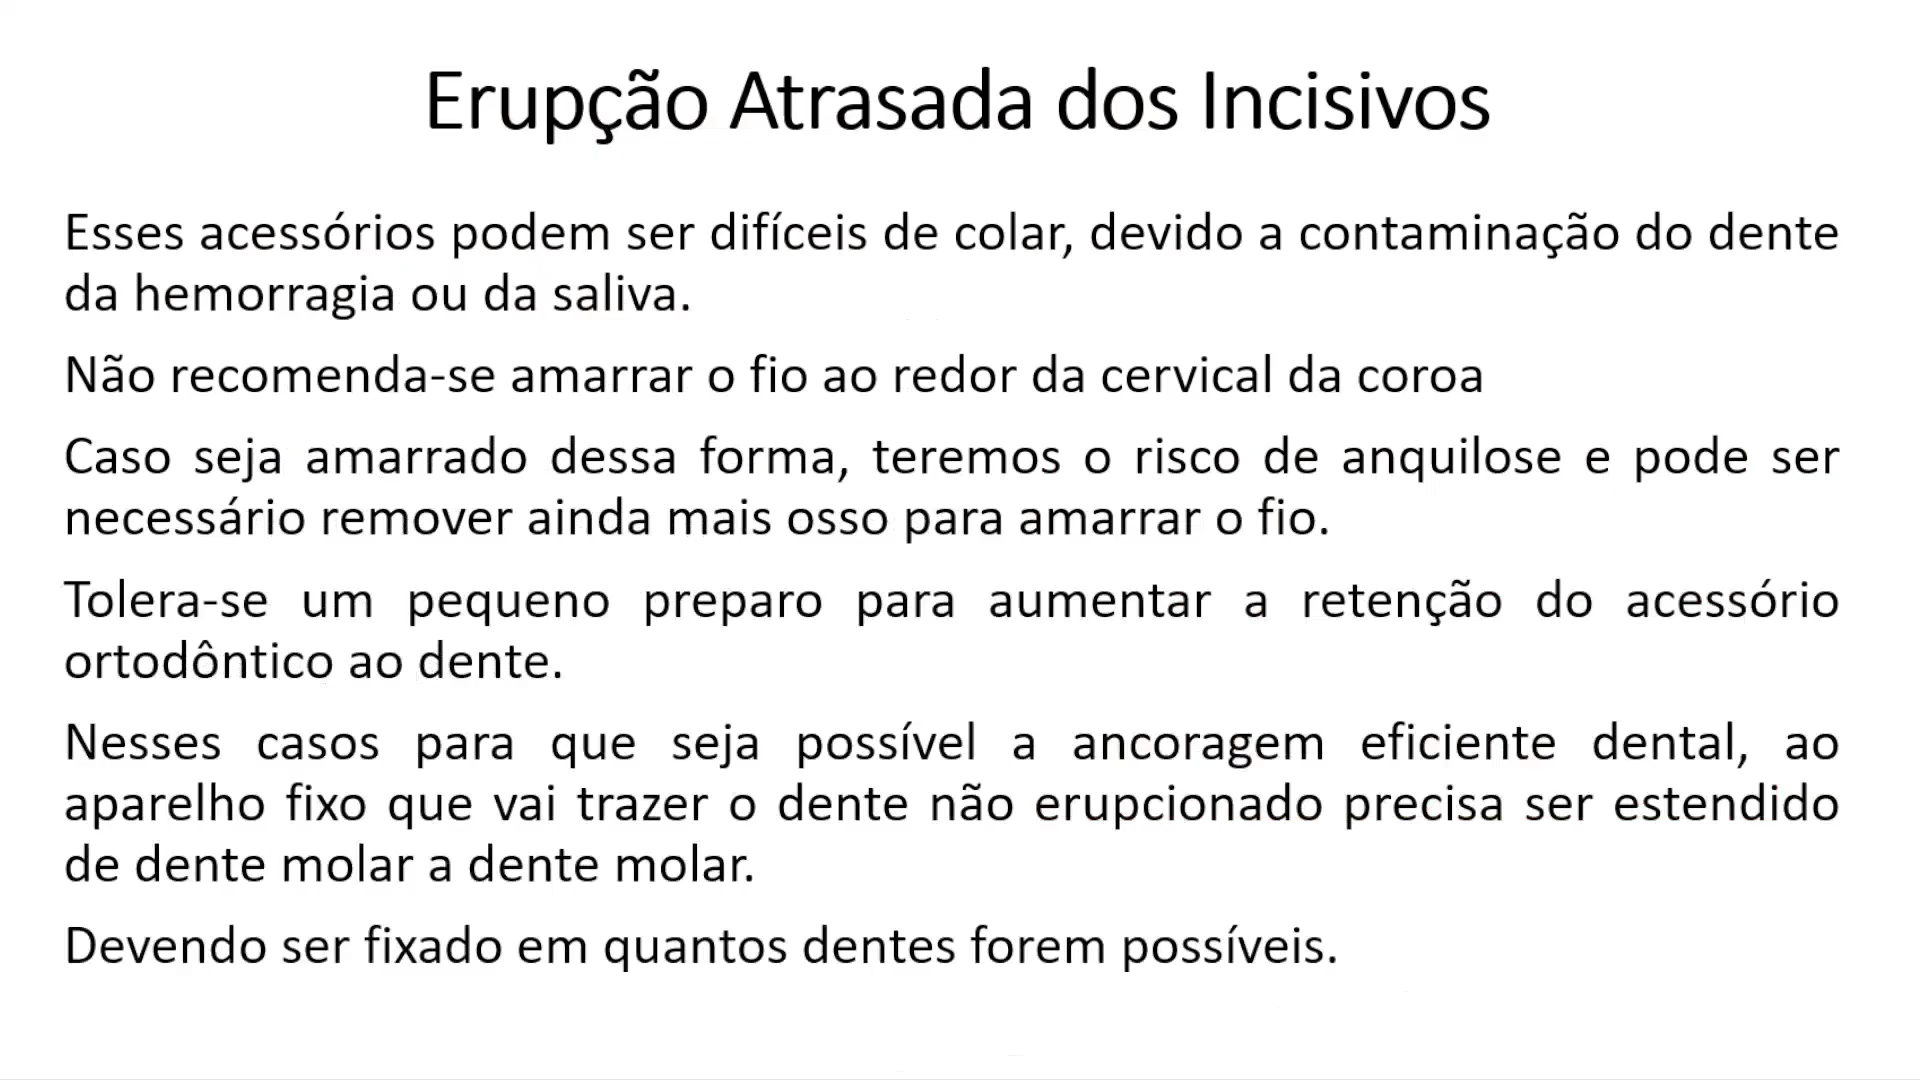 Erupção Atrasada dos Incisivos
Esses acessórios podem ser difíceis de colar, devido a contaminação do dente
da hemorragia ou da saliva.
Não recomenda-se amarrar o fio ao redor da cervical da coroa
Caso seja amarrado dessa forma, teremos o risco de anquilose e pode ser
necessário remover ainda mais osso para amarrar o fio.
Tolera-se um pequeno preparo para aumentar a retenção do acessório
ortodôntico ao dente.
Nesses casos para que seja possível a ancoragem eficiente dental, ao
aparelho fixo que vai trazer o dente não erupcionado precisa ser estendido
de dente molar a dente molar.
Devendo ser fixado em quantos dentes forem possíveis.